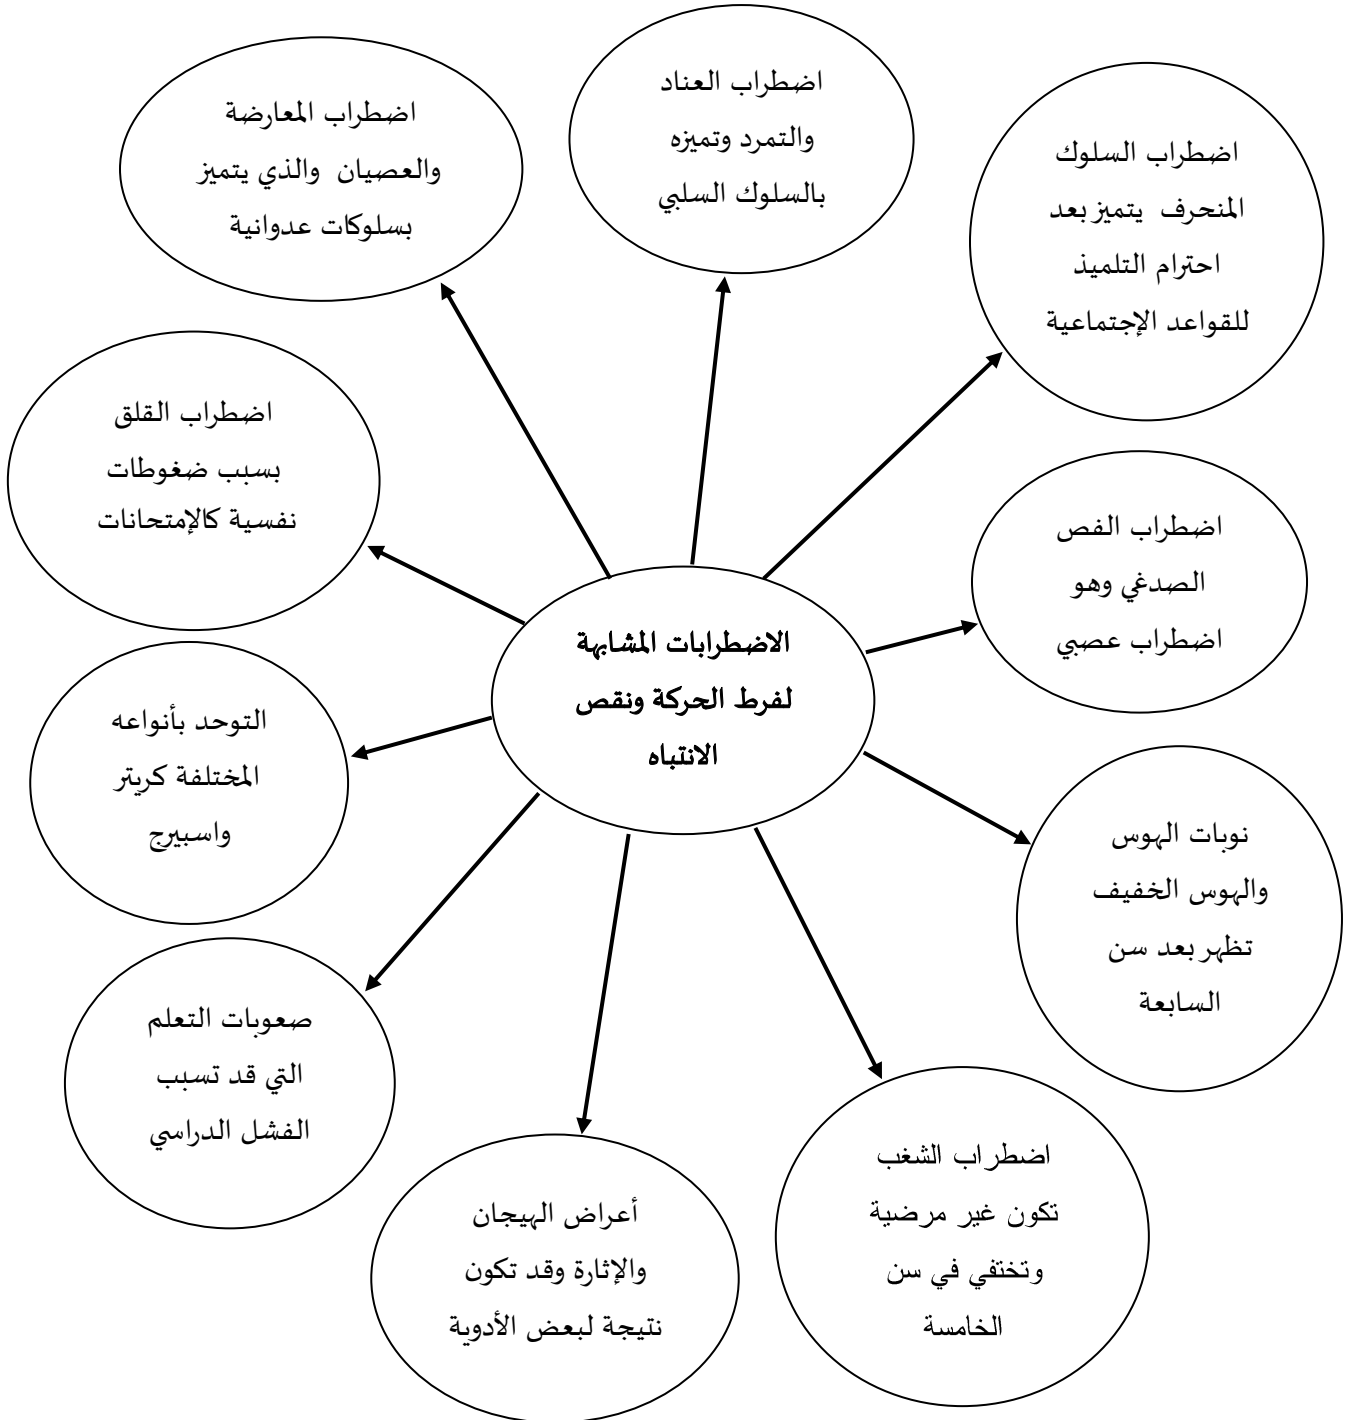 اضطراب العناد
والتمرد وتميزه
بالسلوك السلبي
اضطراب السلوك
المنحرف يتميز بعد
احترام التلميذ
للقواعد الإجتماعية
اضطراب الفص
الصدغي وهو
اضطراب عصبي
نوبات الهوس
والهوس الخفيف
تظهر بعد سن
السابعة
اضطراب الشغب
تكون غير مرضية
وتختفي في سن
الخامسة
أعراض الهيجان
والإثارة وقد تكون
نتيجة لبعض الأدوية
صعوبات التعلم
التي قد تسبب
الفشل الدراسي
التوحد بأنواعه
المختلفة كريتر
واسبيرج
اضطراب القلق
بسبب ضغوطات
نفسية كالإمتحانات
اضطراب المعارضة
والعصيان والذي يتميز
بسلوكات عدوانية
الاضطرابات المشابهة
لفرط الحركة ونقص
الانتباه